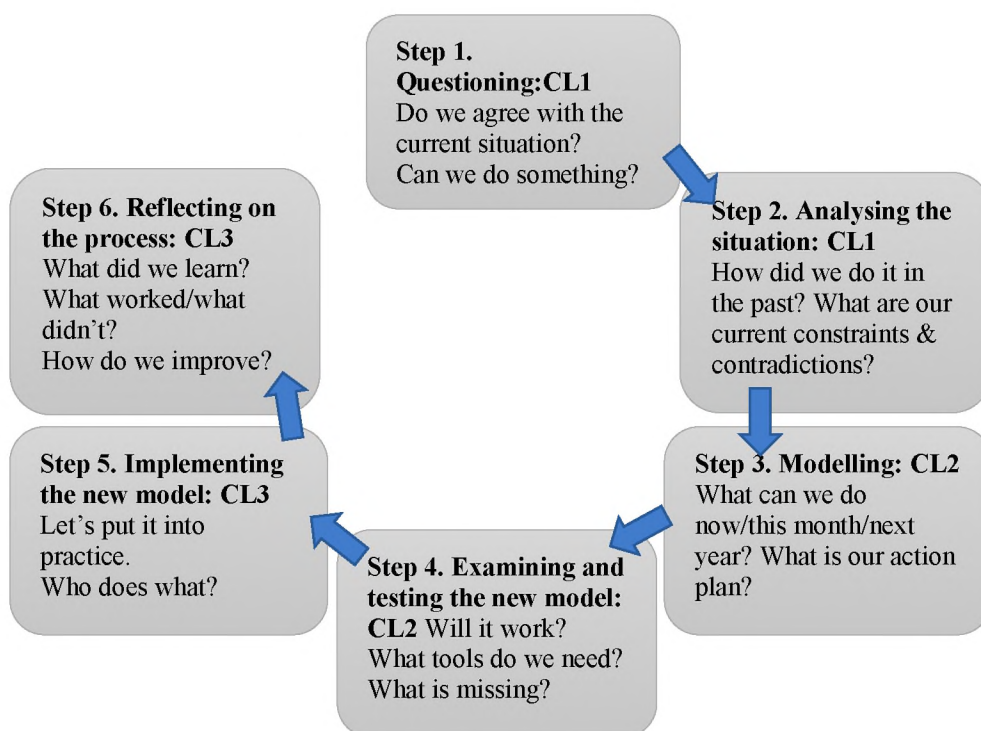 Step 1.
Questioning:CL1
Do we agree with the
current situation?
Can we do something?
Step 2. Analysing the
situation: CL1
How did we do it in
the past? What are our
current constraints &
contradictions?
Step 3. Modelling: CL2
What can we do
now/this month/next
year? What is our action
plan?
Step 4. Examining and
testing the new model:
CL2 Will it work?
What tools do we need?
What is missing?
Step 5. Implementing
the new model: CL3
Let’s put it into
practice.
Who does what?
Step 6. Reflecting on
the process: CL3
What did we learn?
What worked/what
didn’t?
How do we improve?